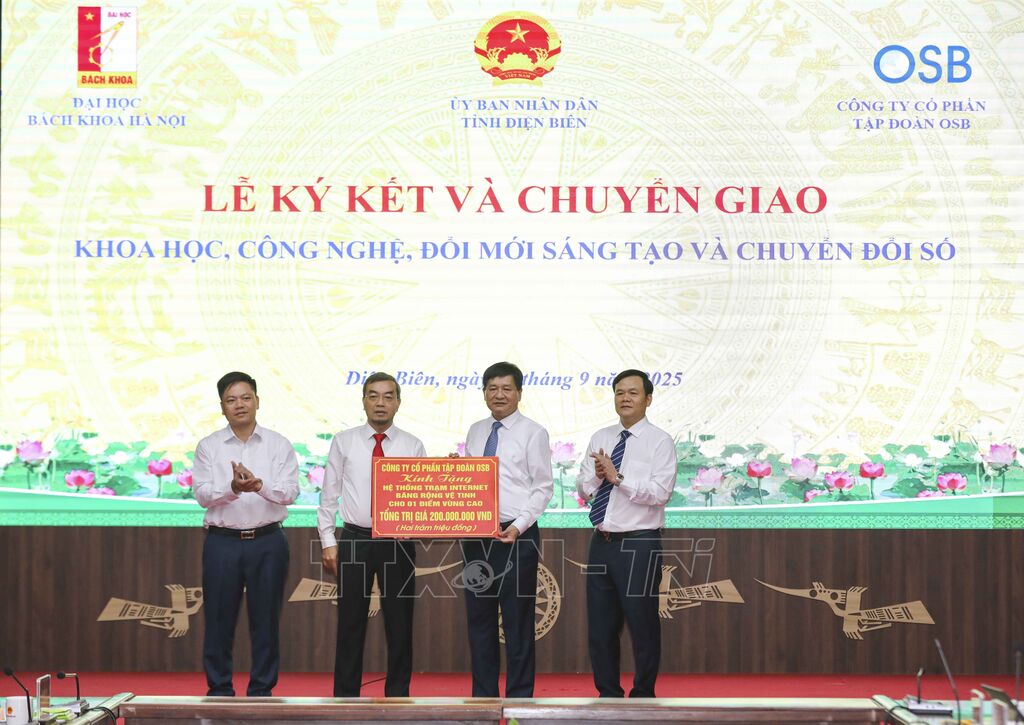 ĐẠI HỌC
BÁCH KHOA
ĐẠI HỌC
BÁCH KHOA HÀ NỘI
VIỆT NAM
ỦY BAN NHÂN DÂN
TỈNH ĐIỆN BIÊN
OSB
CÔNG TY CỔ PHẦN
TẬP ĐOÀN OSB
LỄ KÝ KẾT VÀ CHUYỂN GIAO
KHOA HỌC, CÔNG NGHỆ, ĐỔI MỚI SÁNG TẠO VÀ CHUYỂN ĐỔI SỐ
Điện Biên, ngày tháng 9 2025
CÔNG TY CỔ PHẦN TẬP ĐOÀN OSB
Kính Tặng
HỆ THỐNG TRẠM INTERNET
BĂNG RỘNG VỆ TINH
CHO 01 ĐIỂM VÙNG CAO
TỔNG TRỊ GIÁ 200.000.000 VND
( Hai trăm triệu đồng )
TTXVN-Ti